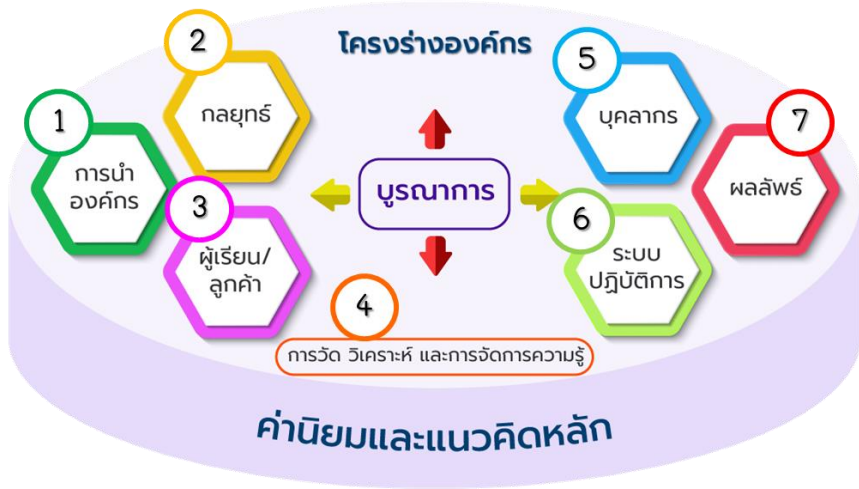 โครงร่างองค์กร
1
การนำ
องค์กร
2
กลยุทธ์
3
ผู้เรียน/
ลูกค้า
บูรณาการ
4
การวัด วิเคราะห์ และการจัดการความรู้
5
บุคลากร
6
ระบบ
ปฏิบัติการ
7
ผลลัพธ์
ค่านิยมและแนวคิดหลัก